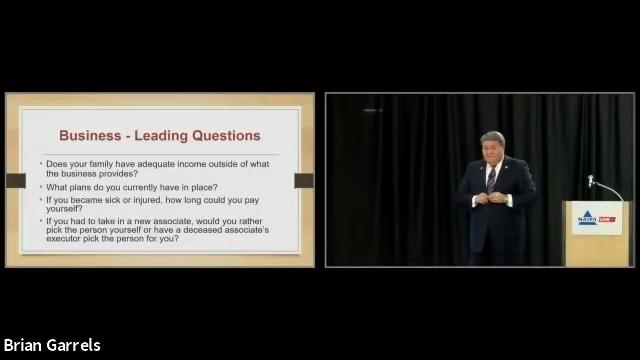 Business - Leading Questions
• Does your family have adequate income outside of what
the business provides?
• What plans do you currently have in place?
• If you became sick or injured, how long could you pay
yourself?
• If you had to take in a new associate, would you rather
pick the person yourself or have a deceased associate's
executor pick the person for you?
NAIFA LIVE
Brian Garrels